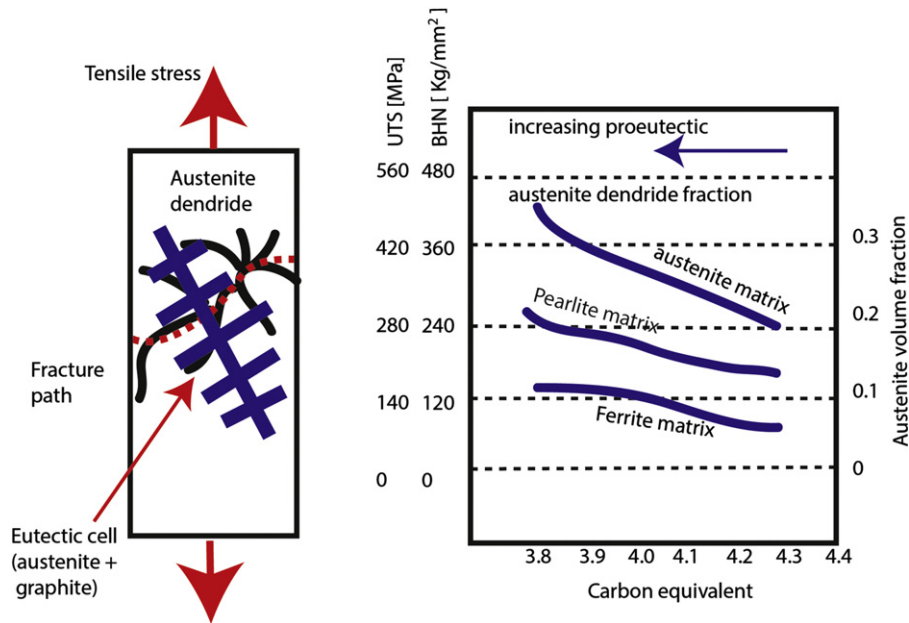 Tensile stress
Austenite
dendride
Fracture
path
Eutectic cell
(austenite +
graphite)
UTS [MPa]
BHN [ Kg/mm²]
560 480
420 360
280 240
140 120
0 0
increasing proeutectic
austenite dendride fraction
austenite matrix
Pearlite matrix
Ferrite matrix
0.3
0.2
0.1
0
Austenite volume fraction
3.8 3.9 4.0 4.1 4.2 4.3 4.4
Carbon equivalent